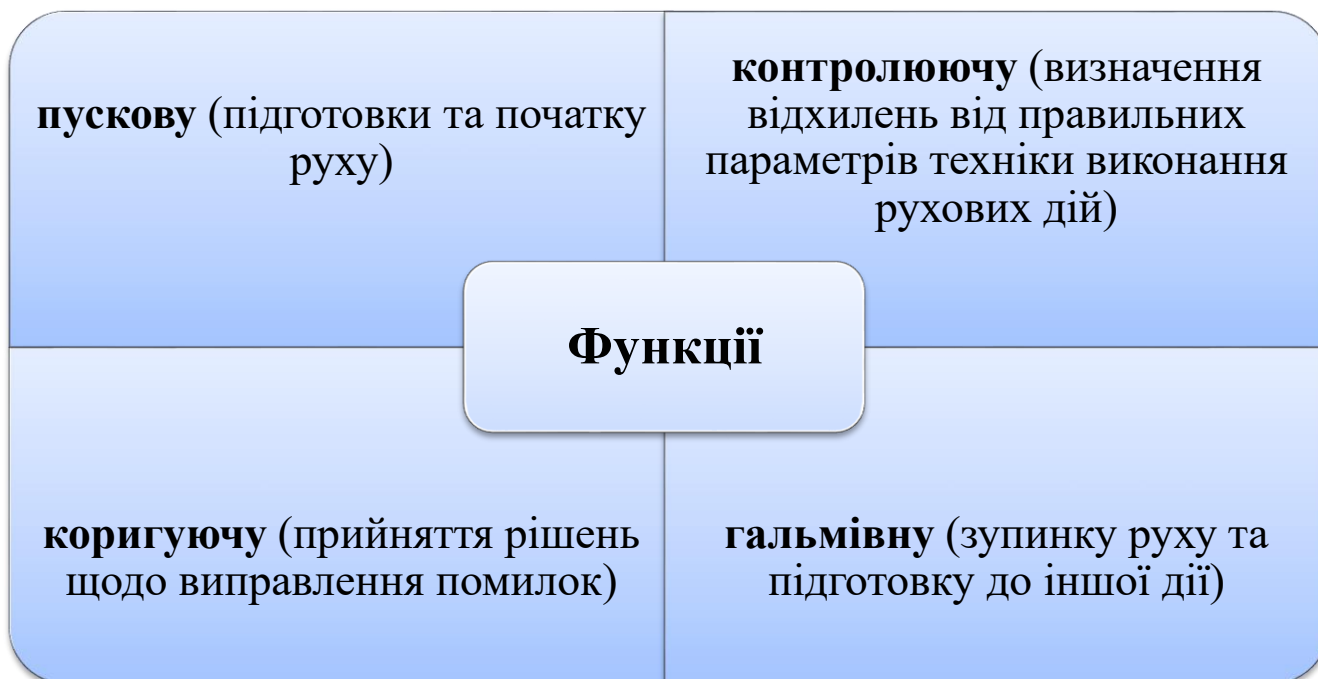 пускову (підготовки та початку
руху)
контролюючу (визначення
відхилень від правильних
параметрів техніки виконання
рухових дій)
Функції
коригуючу (прийняття рішень
щодо виправлення помилок)
гальмівну (зупинку руху та
підготовку до іншої дії)